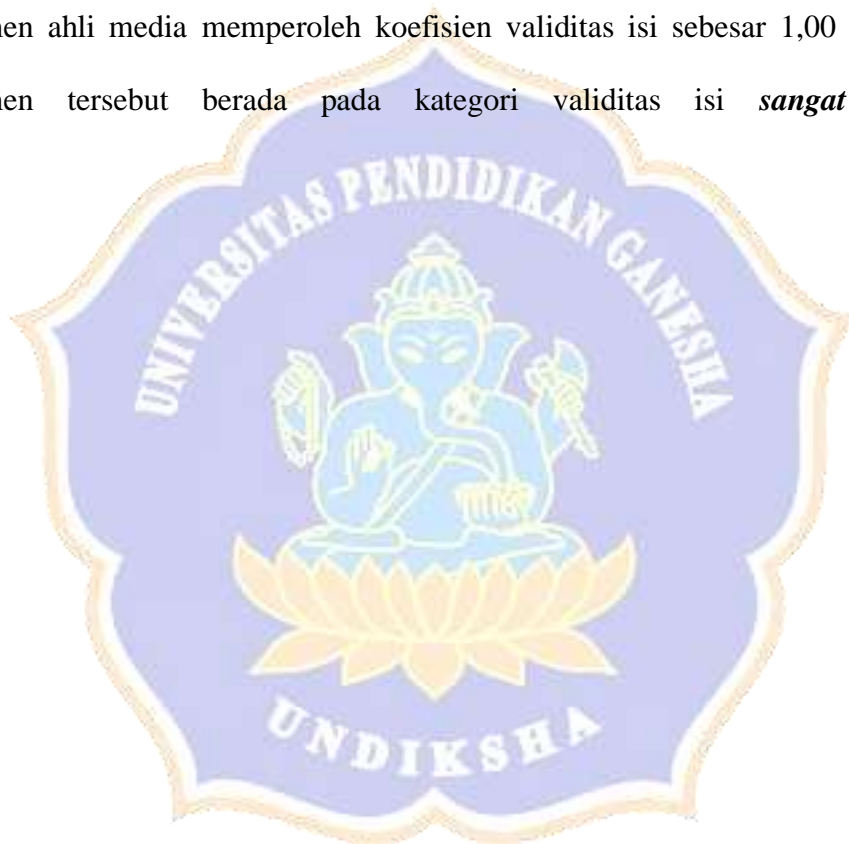 men ahli media memperoleh koefisien validitas isi sebesar 1,00
men tersebut berada pada kategori validitas isi sangat
UNIVERSITAS PENDIDIKAN GANESHA
UNDIKSHA